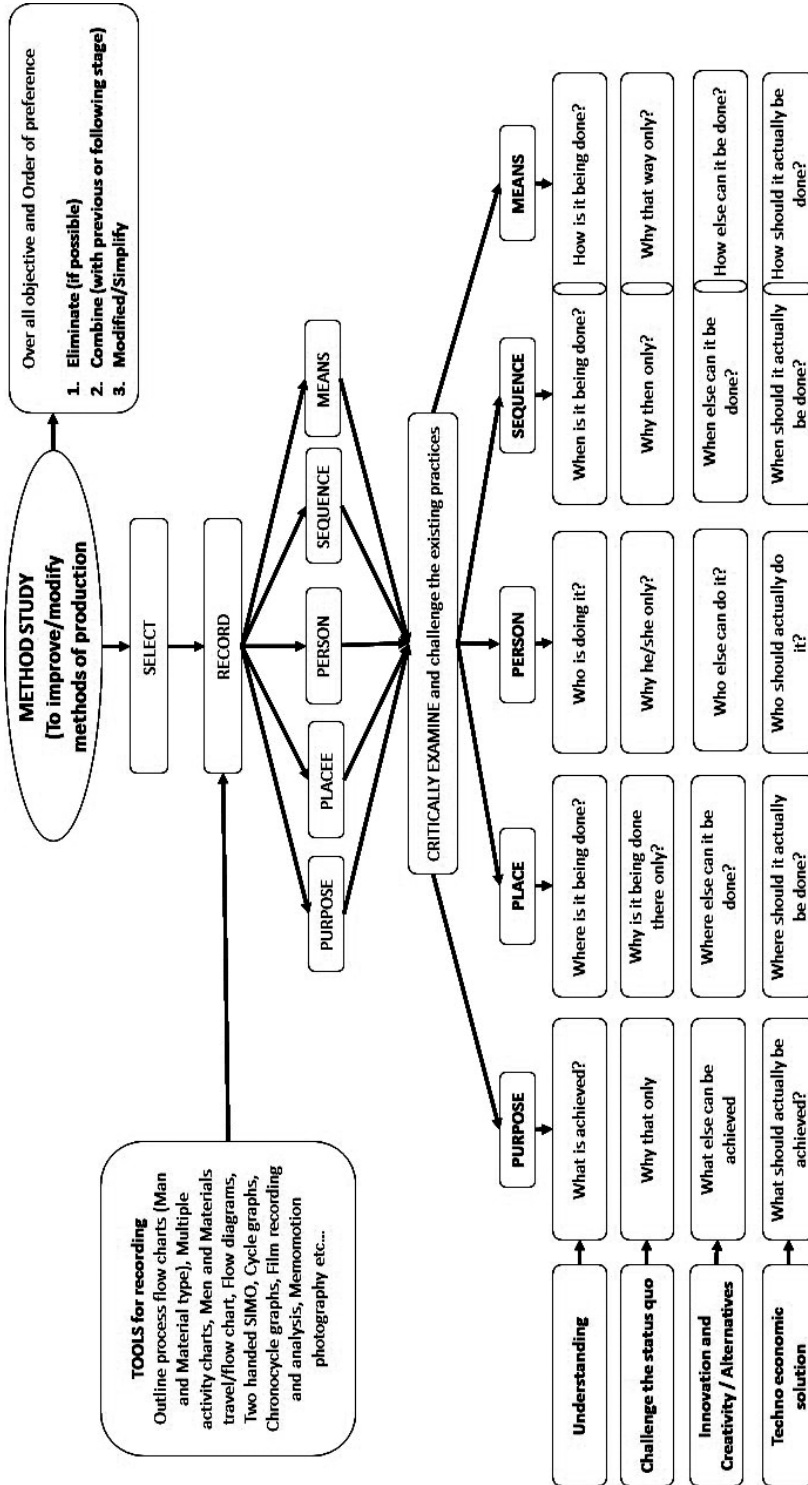 METHOD STUDY
(To improve/modify
methods of production
Over all objective and Order of preference
1. Eliminate (if possible)
2. Combine (with previous or following stage)
3. Modified/Simplify
SELECT
RECORD
TOOLS for recording
Outline process flow charts (Man
and Material type), Multiple
activity charts, Men and Materials
travel/flow chart, Flow diagrams,
Two handed SIMO, Cycle graphs,
Chronocycle graphs, Film recording
and analysis, Memomotion
photography etc...
PURPOSE
PLACEE
PERSON
SEQUENCE
MEANS
CRITICALLY EXAMINE and challenge the existing practices
PURPOSE
PLACE
PERSON
SEQUENCE
MEANS
Understanding
What is achieved?
Where is it being done?
Who is doing it?
When is it being done?
How is it being done?
Challenge the status quo
Why that only
Why is it being done
there only?
Why he/she only?
Why then only?
Why that way only?
Innovation and
Creativity / Alternatives
What else can be
achieved
Where else can it be
done?
Who else can do it?
When else can it be
done?
How else can it be done?
Techno economic
solution
What should actually be
achieved?
Where should it actually
be done?
Who should actually do
it?
When should it actually
be done?
How should it actually be
done?